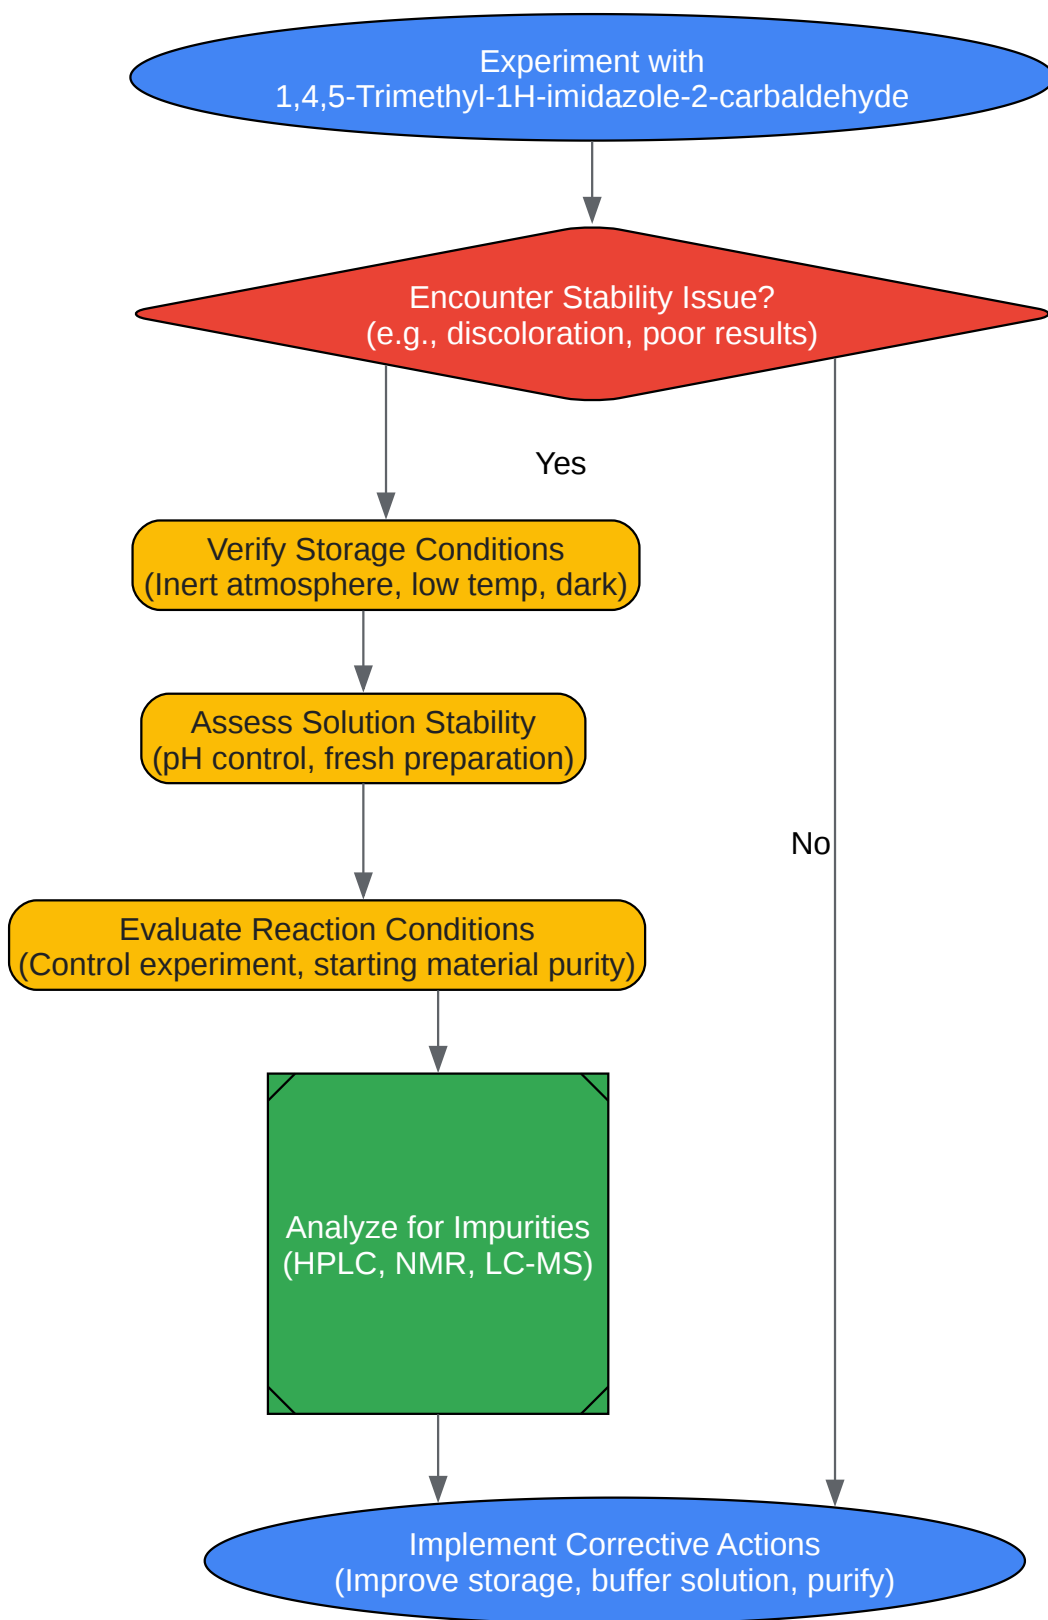 Experiment with
1,4,5-Trimethyl-1H-imidazole-2-carbaldehyde
Encounter Stability Issue?
(e.g., discoloration, poor results)
Yes
Verify Storage Conditions
(Inert atmosphere, low temp, dark)
Assess Solution Stability
(pH control, fresh preparation)
No
Evaluate Reaction Conditions
(Control experiment, starting material purity)
Analyze for Impurities
(HPLC, NMR, LC-MS)
Implement Corrective Actions
(Improve storage, buffer solution, purify)